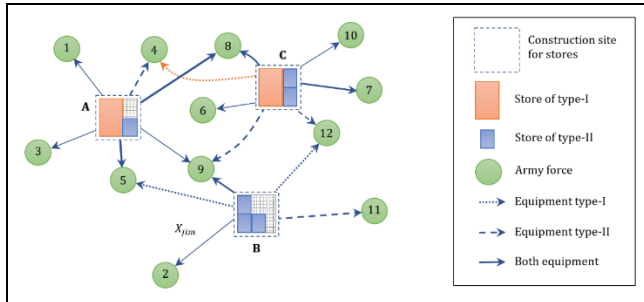 1
4
8
10
C
A
7
6
12
3
5
9
11
X_jim
B
2
Construction site
for stores
Store of type-I
Store of type-II
Army force
Equipment type-I
Equipment type-II
Both equipment